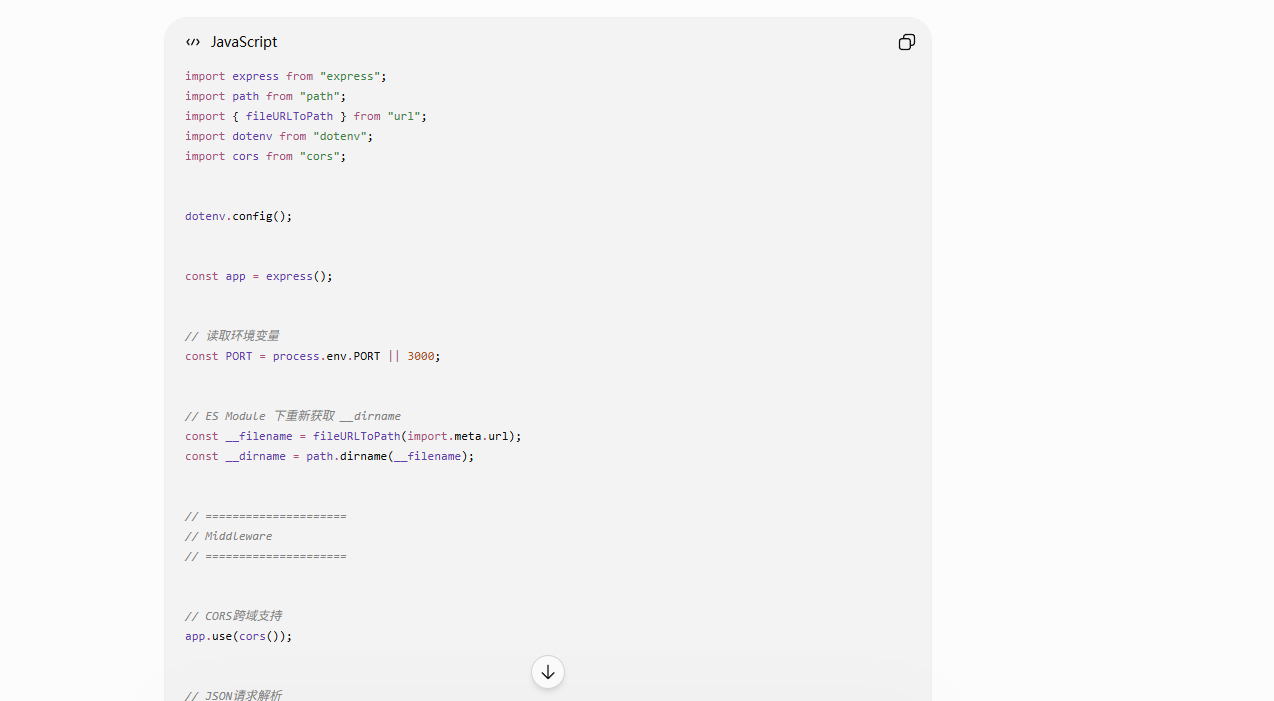 JavaScript
import express from "express";
import path from "path";
import { fileURLToPath } from "url";
import dotenv from "dotenv";
import cors from "cors";
dotenv.config();
const app = express();
// 读取环境变量
const PORT = process.env.PORT || 3000;
// ES Module 下重新获取 __dirname
const __filename = fileURLToPath(import.meta.url);
const __dirname = path.dirname(__filename);
// =====================
// Middleware
// =====================
// CORS跨域支持
app.use(cors());
// JSON请求解析